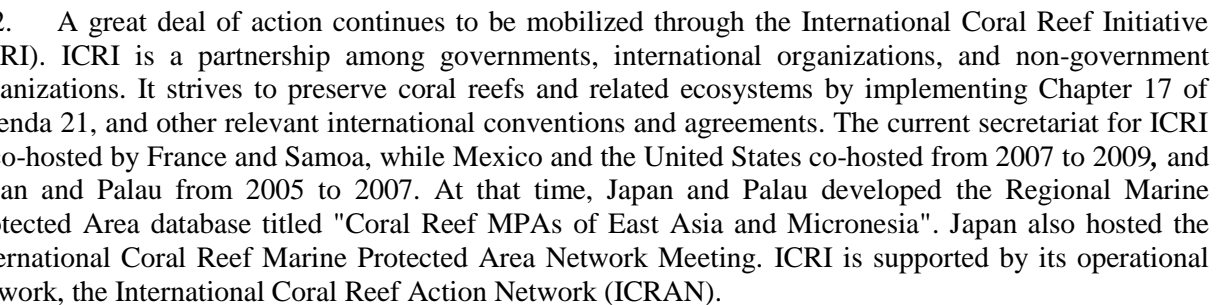 2. A great deal of action continues to be mobilized through the International Coral Reef Initiative
RI). ICRI is a partnership among governments, international organizations, and non-government
anizations. It strives to preserve coral reefs and related ecosystems by implementing Chapter 17 of
enda 21, and other relevant international conventions and agreements. The current secretariat for ICRI
co-hosted by France and Samoa, while Mexico and the United States co-hosted from 2007 to 2009, and
an and Palau from 2005 to 2007. At that time, Japan and Palau developed the Regional Marine
tected Area database titled "Coral Reef MPAs of East Asia and Micronesia". Japan also hosted the
ernational Coral Reef Marine Protected Area Network Meeting. ICRI is supported by its operational
work, the International Coral Reef Action Network (ICRAN).